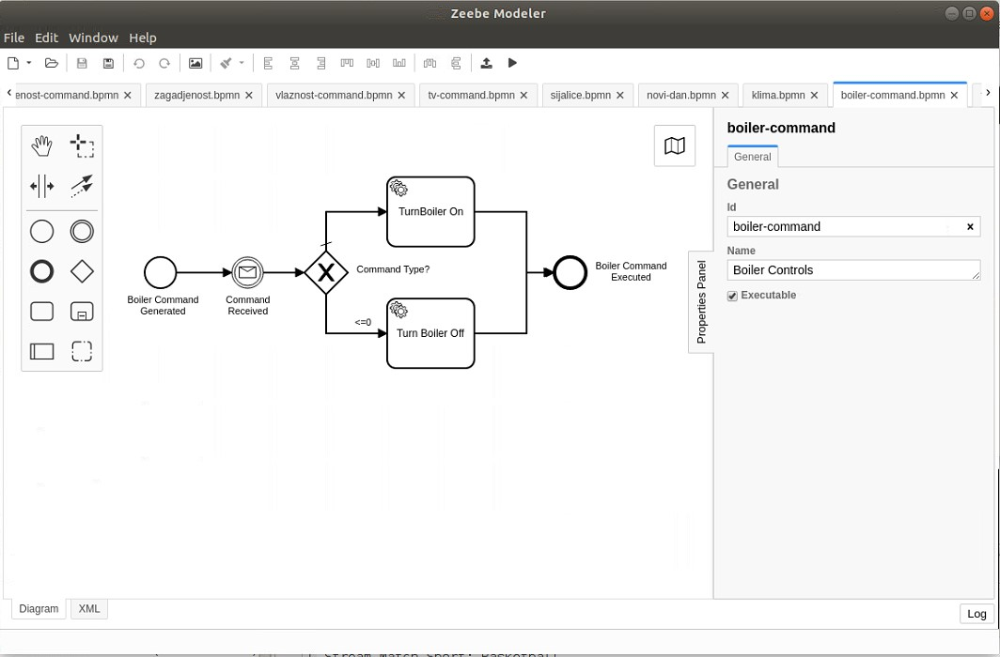 Zeebe Modeler
File Edit Window Help
enost-command.bpmn zagadjenost.bpmn vlaznost-command.bpmn tv-command.bpmn sijalice.bpmn novi-dan.bpmn klima.bpmn boiler-command.bpmn
boiler-command
General
General
Id
boiler-command
Name
Boiler Controls
Executable
Properties Panel
TurnBoiler On
Command Type?
Boiler Command
Generated
Command
Received
<=0
Turn Boiler Off
Boiler Command
Executed
Diagram XML
Log